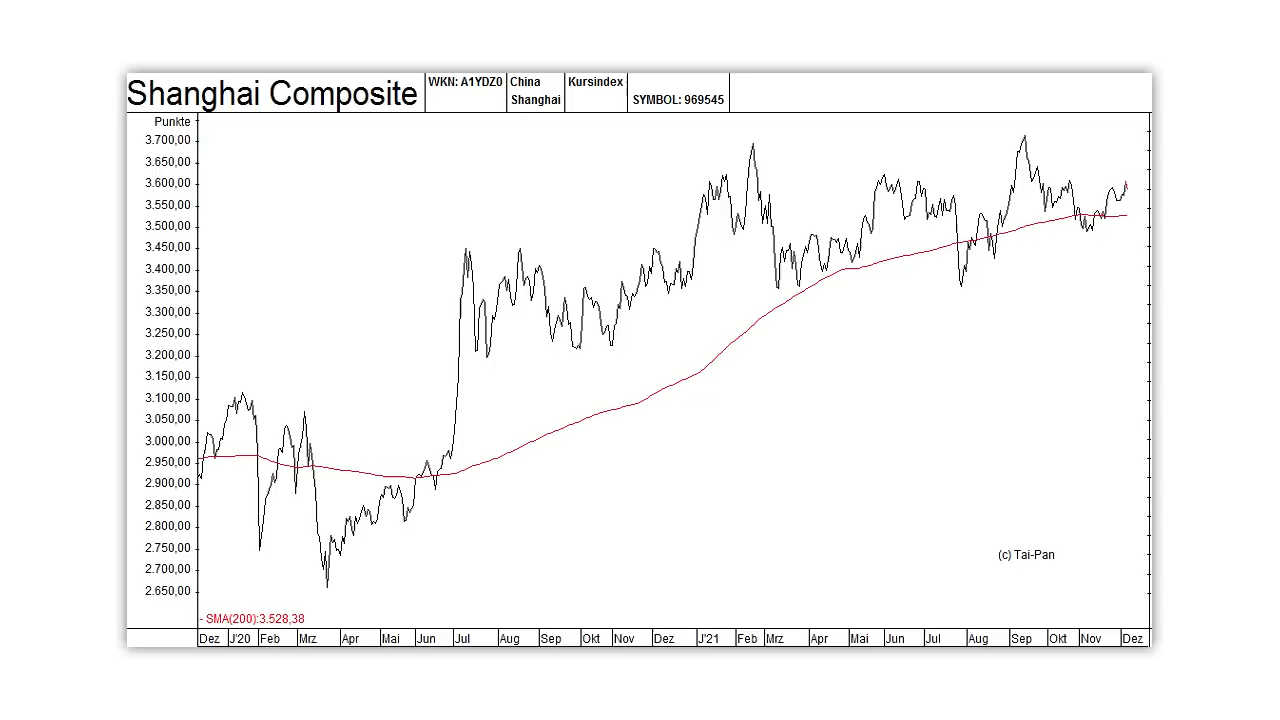 Shanghai Composite
WKN: A1YDZ0
China
Shanghai
Kursindex
SYMBOL: 969545
Punkte
3.700,00
3.650,00
3.600,00
3.550,00
3.500,00
3.450,00
3.400,00
3.350,00
3.300,00
3.250,00
3.200,00
3.150,00
3.100,00
3.050,00
3.000,00
2.950,00
2.900,00
2.850,00
2.800,00
2.750,00
2.700,00
2.650,00
(c) Tai-Pan
- SMA(200):3.528,38
Dez J'20 Feb Mrz Apr Mai Jun Jul Aug Sep Okt Nov Dez J'21 Feb Mrz Apr Mai Jun Jul Aug Sep Okt Nov Dez